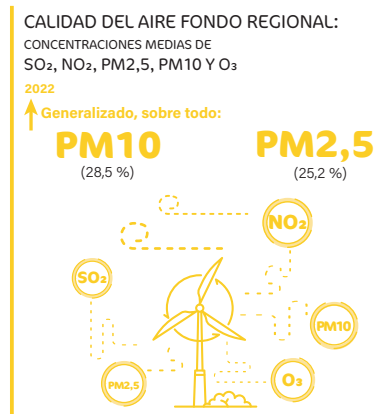 CALIDAD DEL AIRE FONDO REGIONAL:
CONCENTRACIONES MEDIAS DE
SO₂, NO₂, PM2,5, PM10 Y O₃
2022
Generalizado, sobre todo:
PM10 PM2,5
(28,5 %) (25,2 %)
NO₂
SO₂
PM10
PM2,5
O₃